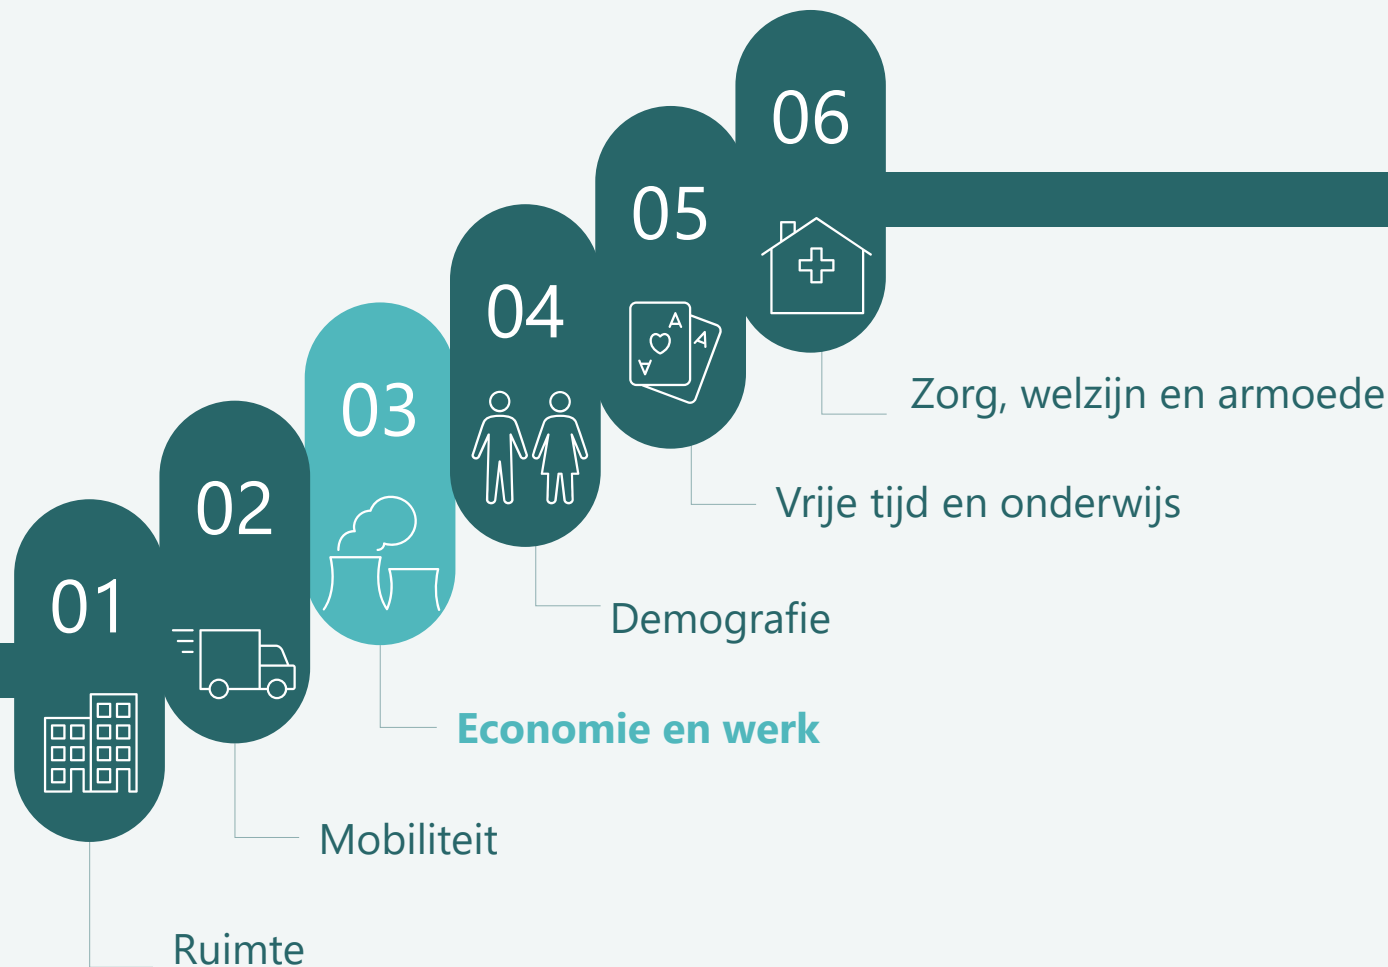 06
05
04
03
Zorg, welzijn en armoede
02
Vrije tijd en onderwijs
01
Demografie
Economie en werk
Mobiliteit
Ruimte